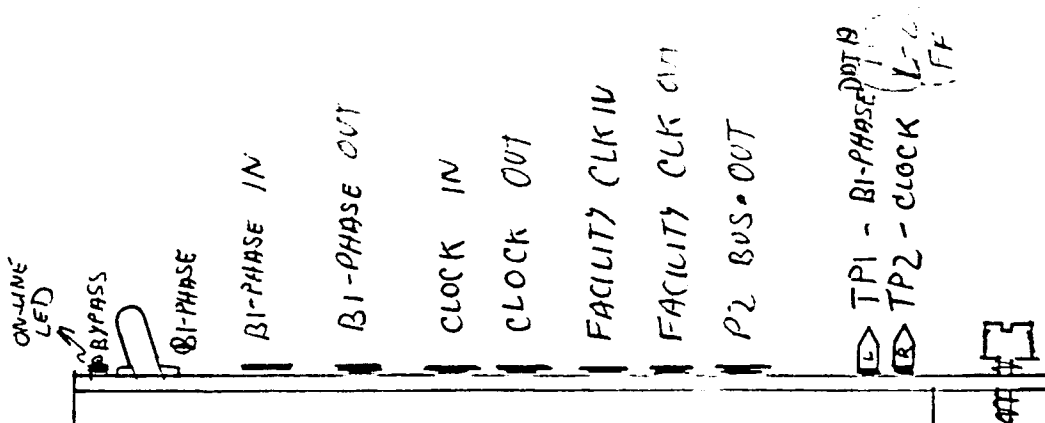 ON-LINE
LED
BYPASS
BI-PHASE
BI-PHASE IN
BI-PHASE OUT
CLOCK IN
CLOCK OUT
FACILITY CLK IN
FACILITY CLK OUT
P2 BUS • OUT
L TP1 - BI-PHASE
R TP2 - CLOCK